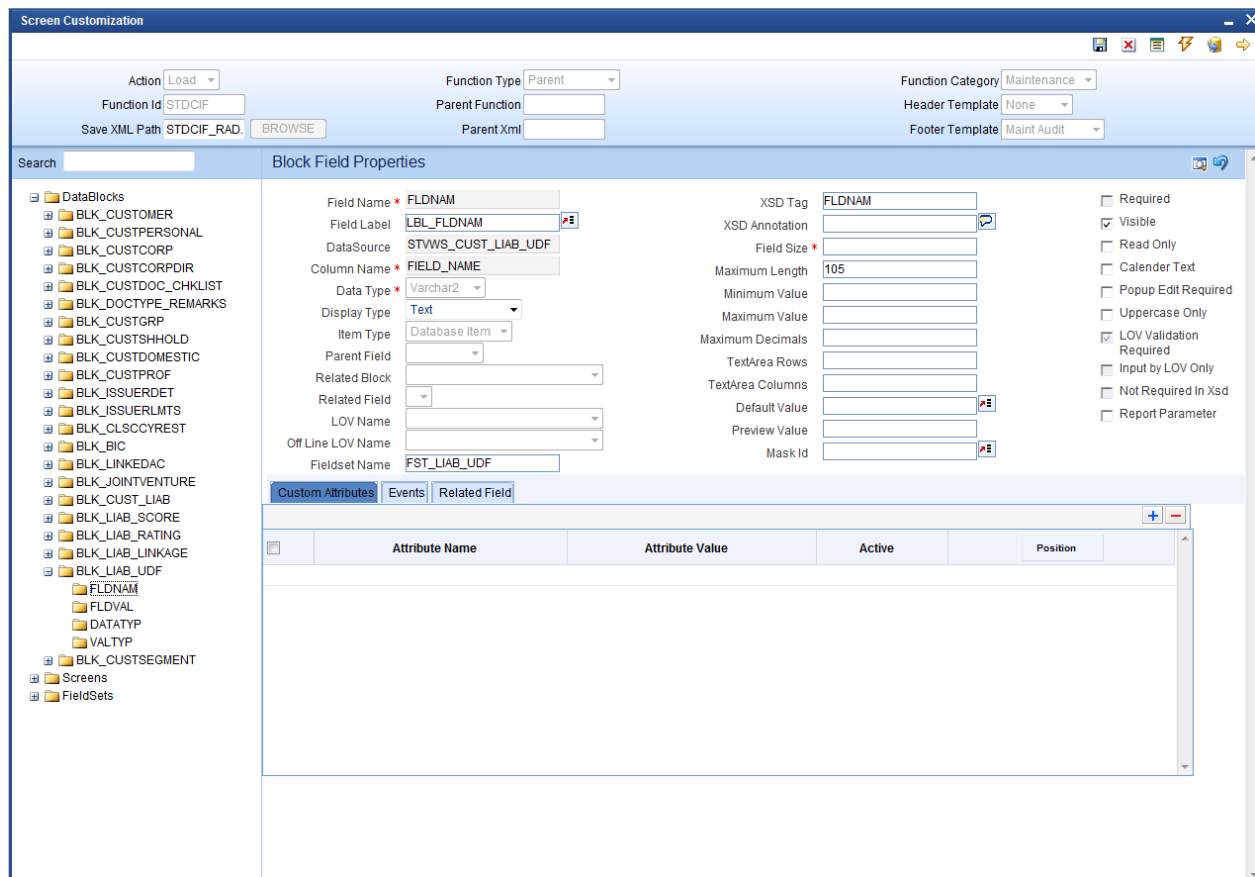 Screen Customization
Action Load Function Type Parent Function Category Maintenance
Function Id STDCIF Parent Function Header Template None
Save XML Path STDCIF_RAD. BROWSE Parent Xml Footer Template Maint Audit
Search
DataBlocks
BLK_CUSTOMER
BLK_CUSTPERSONAL
BLK_CUSTCORP
BLK_CUSTCORPDIR
BLK_CUSTDOC_CHKLIST
BLK_DOCTYPE_REMARKS
BLK_CUSTGRP
BLK_CUSTSHHOLD
BLK_CUSTDOMESTIC
BLK_CUSTPROF
BLK_ISSUERDET
BLK_ISSUERLMTS
BLK_CLSCCYREST
BLK_BIC
BLK_LINKEDAC
BLK_JOINTVENTURE
BLK_CUST_LIAB
BLK_LIAB_SCORE
BLK_LIAB_RATING
BLK_LIAB_LINKAGE
BLK_LIAB_UDF
FLDNAM
FLDVAL
DATATYP
VALTYP
BLK_CUSTSEGMENT
Screens
FieldSets
Block Field Properties
Field Name * FLDNAM
Field Label LBL_FLDNAM
DataSource STVWS_CUST_LIAB_UDF
Column Name * FIELD_NAME
Data Type * Varchar2
Display Type Text
Item Type Database Item
Parent Field
Related Block
Related Field
LOV Name
Off Line LOV Name
Fieldset Name FST_LIAB_UDF
XSD Tag FLDNAM
XSD Annotation
Field Size *
Maximum Length 105
Minimum Value
Maximum Value
Maximum Decimals
TextArea Rows
TextArea Columns
Default Value
Preview Value
Mask Id
Required
Visible
Read Only
Calender Text
Popup Edit Required
Uppercase Only
LOV Validation
Required
Input by LOV Only
Not Required In Xsd
Report Parameter
Custom Attributes Events Related Field
Attribute Name Attribute Value Active Position